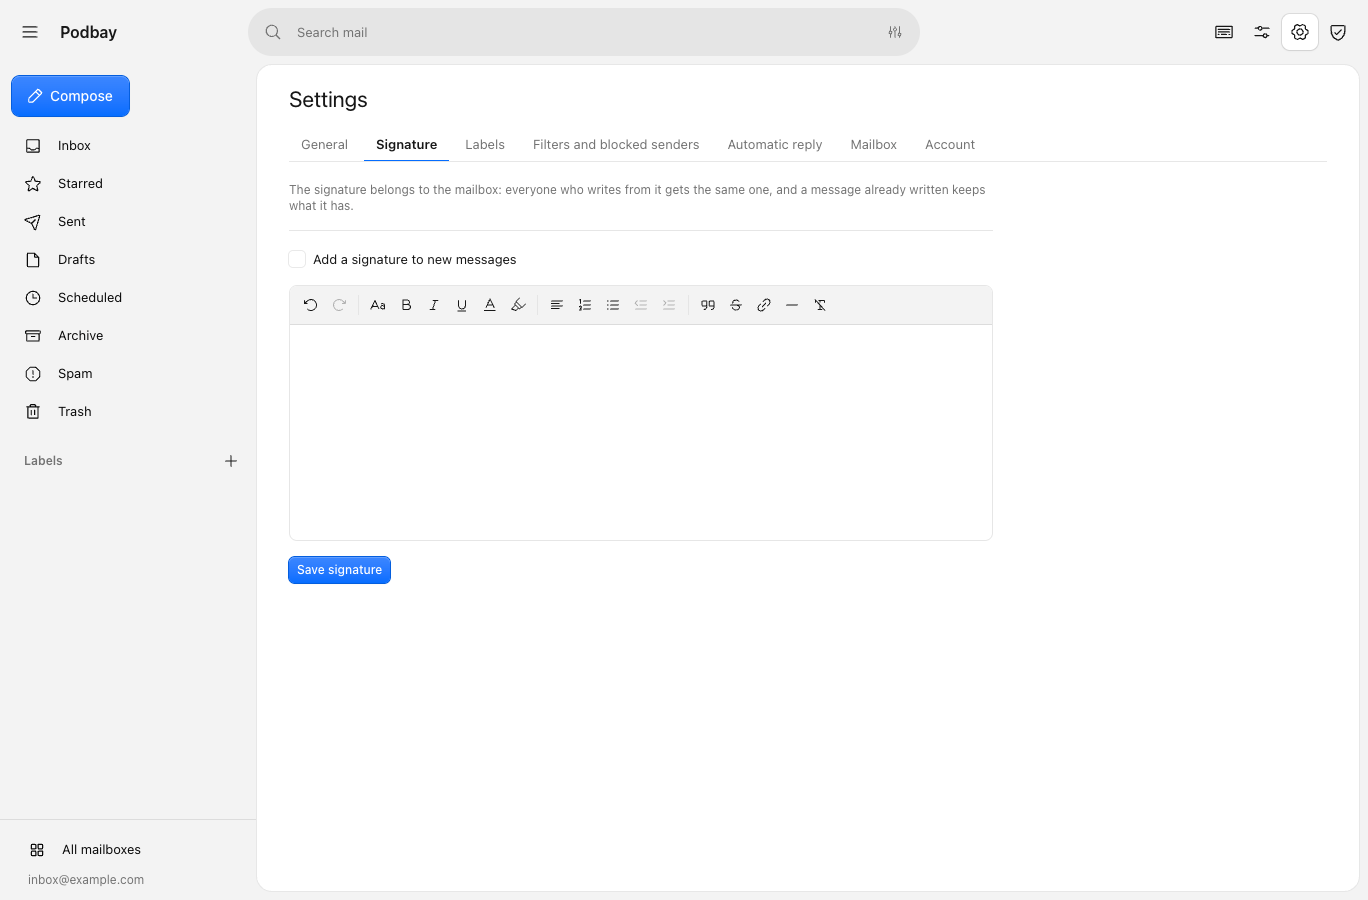 Podbay
Search mail
Compose
Inbox
Starred
Sent
Drafts
Scheduled
Archive
Spam
Trash
Labels
All mailboxes
inbox@example.com
Settings
General Signature Labels Filters and blocked senders Automatic reply Mailbox Account
The signature belongs to the mailbox: everyone who writes from it gets the same one, and a message already written keeps
what it has.
Add a signature to new messages
Aa B I U A
Save signature